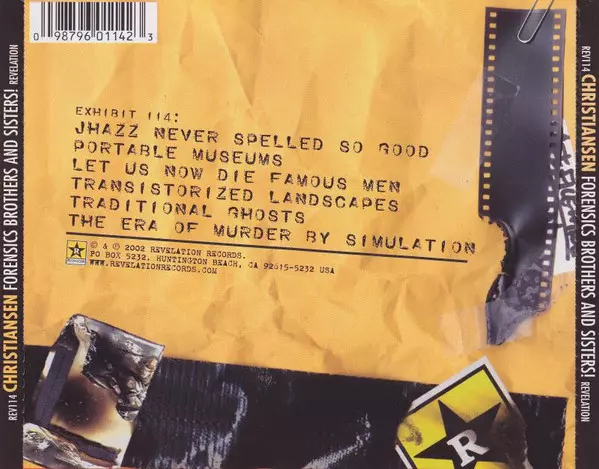 0 98796 01142 3
EXHIBIT 114:
JHAZZ NEVER SPELLED SO GOOD
PORTABLE MUSEUMS
LET US NOW DIE FAMOUS MEN
TRANSISTORIZED LANDSCAPES
TRADITIONAL GHOSTS
THE ERA OF MURDER BY SIMULATION
© & ℗ 2002 REVELATION RECORDS.
PO BOX 5232, HUNTINGTON BEACH, CA 92615-5232 USA
WWW.REVELATIONRECORDS.COM
REV114 CHRISTIANSEN FORENSICS BROTHERS AND SISTERS! REVELATION
REV114 CHRISTIANSEN FORENSICS BROTHERS AND SISTERS! REVELATION
R